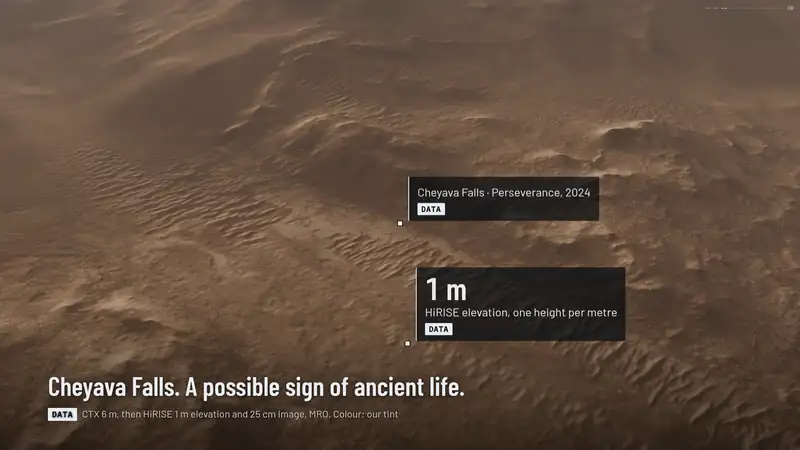 Cheyava Falls · Perseverance, 2024
DATA
1 m
HiRISE elevation, one height per metre
DATA
Cheyava Falls. A possible sign of ancient life.
DATA CTX 6 m, then HiRISE 1 m elevation and 25 cm image, MRO. Colour: our tint